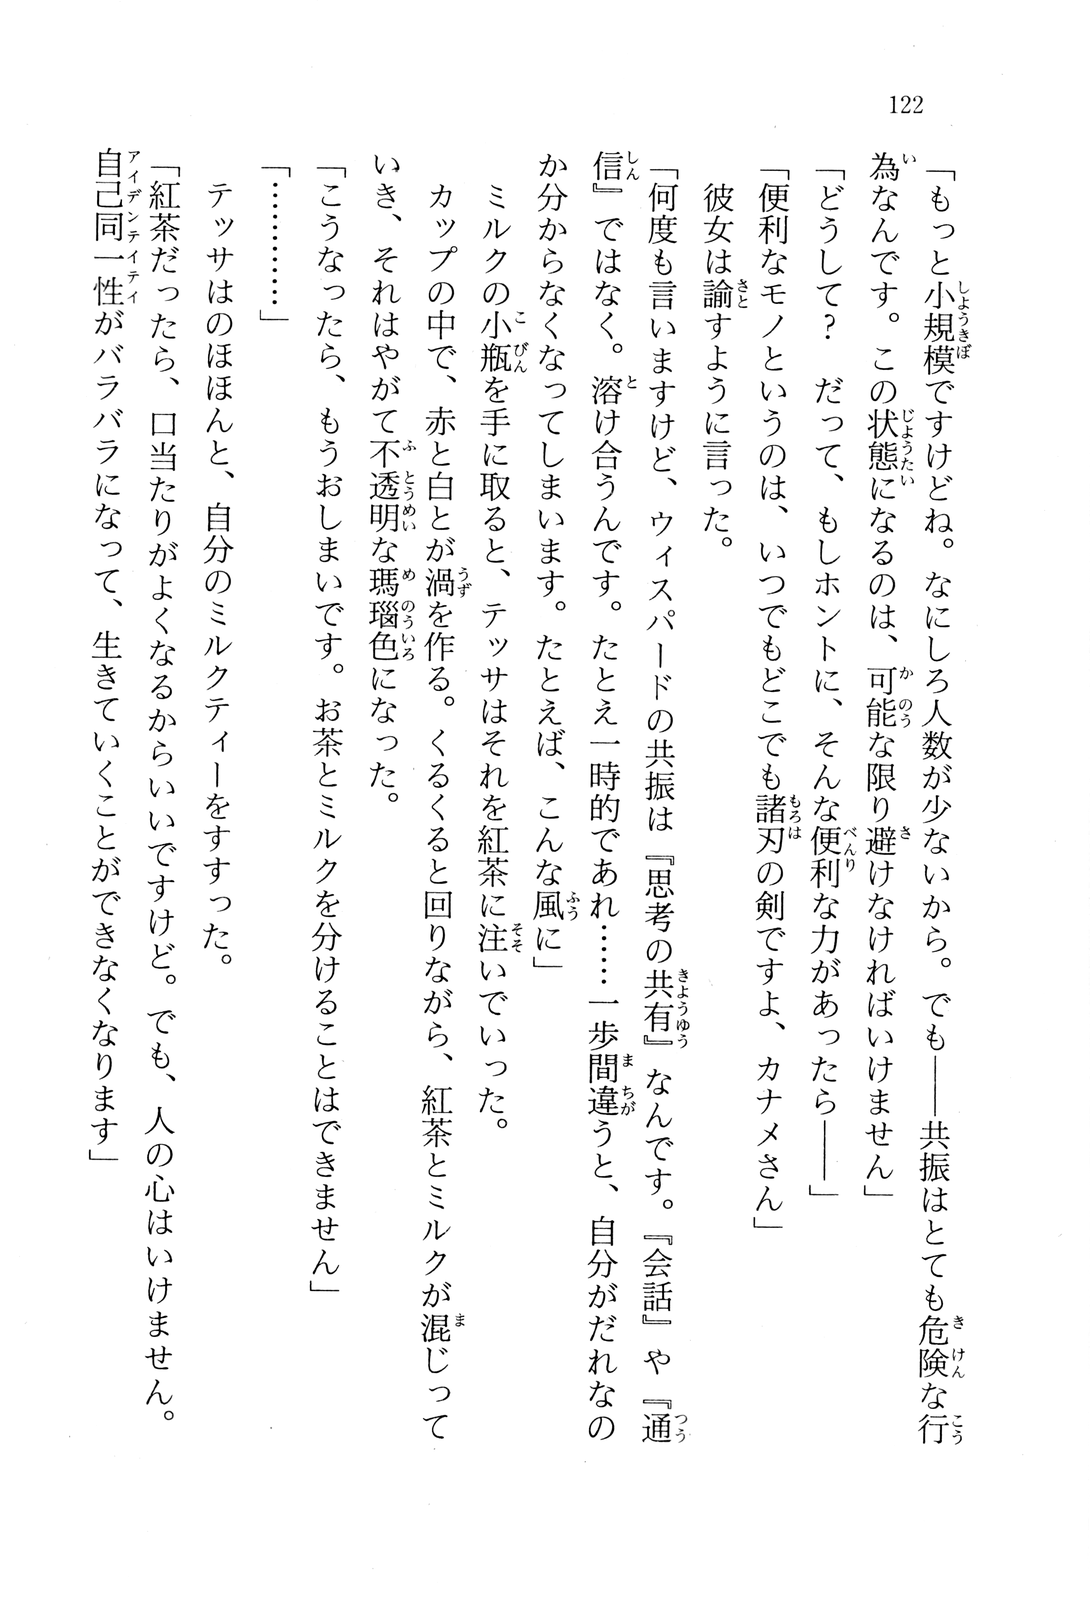 122
「もっと小規模ですけどね。なにしろ人数が少ないから。でも――共振はとても危険な行
為なんです。この状態になるのは、可能な限り避けなければいけません」
「どうして？　だって、もしホントに、そんな便利な力があったら――」
「便利なモノというのは、いつでもどこでも諸刃の剣ですよ、カナメさん」
　彼女は諭すように言った。
「何度も言いますけど、ウィスパードの共振は『思考の共有』なんです。『会話』や『通
信』ではなく。溶け合うんです。たとえ一時的であれ……一歩間違うと、自分がだれなの
か分からなくなってしまいます。たとえば、こんな風に」
　ミルクの小瓶を手に取ると、テッサはそれを紅茶に注いでいった。
　カップの中で、赤と白とが渦を作る。くるくると回りながら、紅茶とミルクが混じって
いき、それはやがて不透明な瑪瑙色になった。
「こうなったら、もうおしまいです。お茶とミルクを分けることはできません」
「…………」
　テッサはのほほんと、自分のミルクティーをすすった。
「紅茶だったら、口当たりがよくなるからいいですけど。でも、人の心はいけません。
自己同一性がバラバラになって、生きていくことができなくなります」